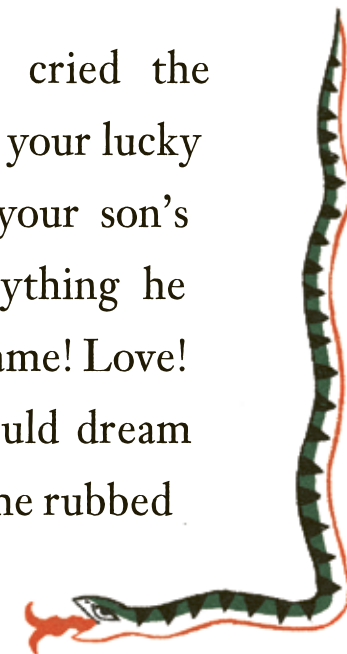 cried the
your lucky
your son's
ything he
ame! Love!
uld dream
he rubbed